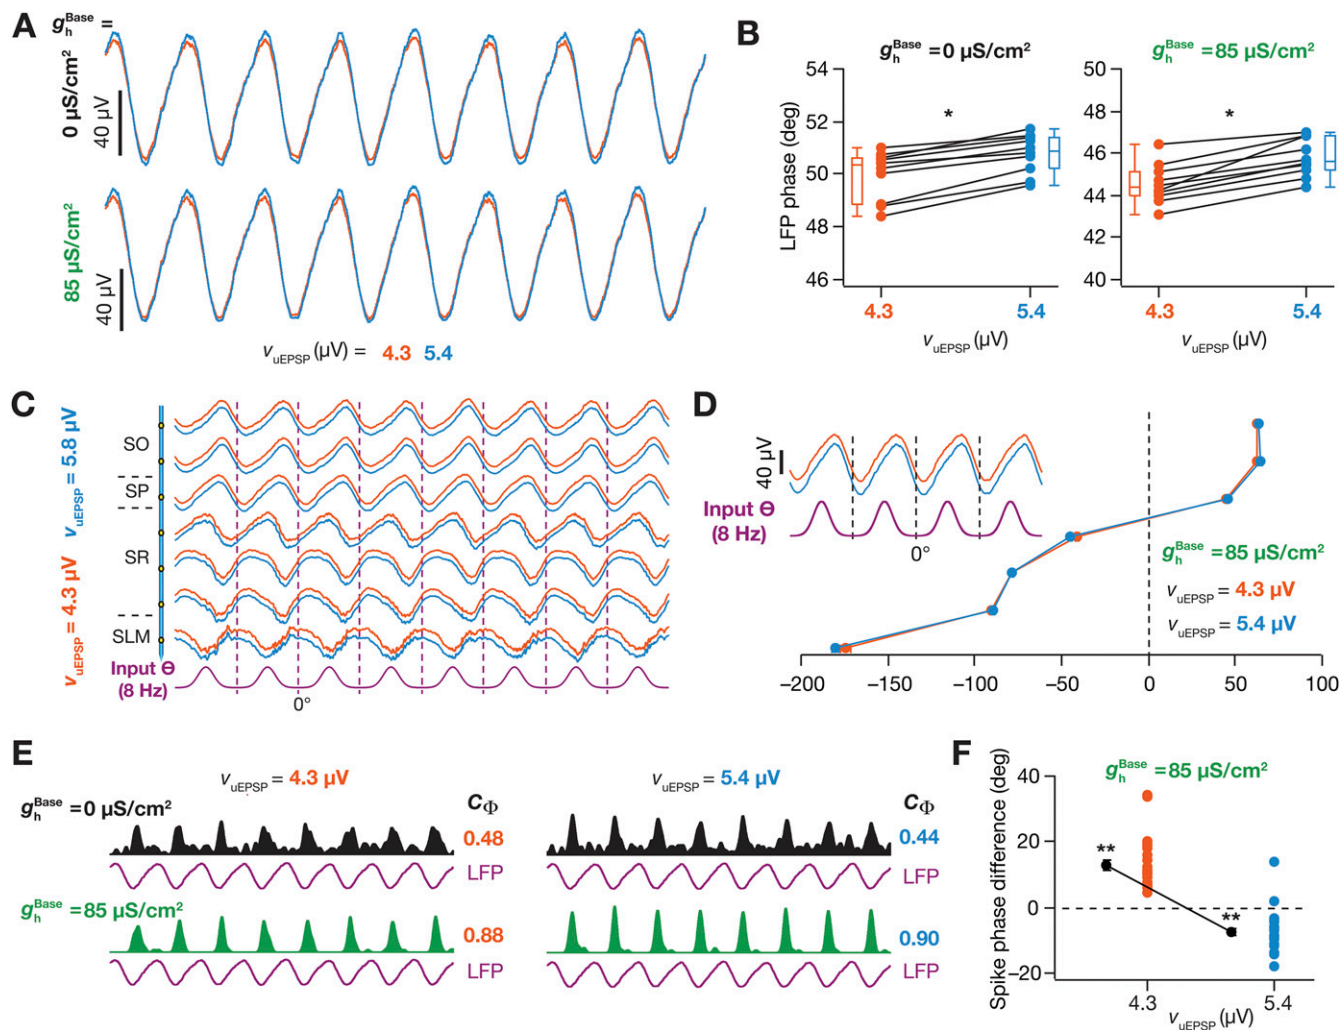 A
g_h^Base =
0 µS/cm²
40 µV
85 µS/cm²
40 µV
v_uEPSP (µV) = 4.3 5.4
B
g_h^Base = 0 µS/cm²
g_h^Base = 85 µS/cm²
LFP phase (deg)
54
52
50
48
46
*
4.3
5.4
v_uEPSP (µV)
50
48
46
44
42
40
*
4.3
5.4
v_uEPSP (µV)
C
v_uEPSP = 4.3 µV v_uEPSP = 5.8 µV
SO
SP
SR
SLM
Input Θ
(8 Hz)
0°
D
40 µV
Input Θ
(8 Hz)
0°
g_h^Base = 85 µS/cm²
v_uEPSP = 4.3 µV
v_uEPSP = 5.4 µV
−200 −150 −100 −50 0 50 100
E
v_uEPSP = 4.3 µV
v_uEPSP = 5.4 µV
g_h^Base = 0 µS/cm²
C_Φ
C_Φ
0.48
0.44
LFP
LFP
g_h^Base = 85 µS/cm²
0.88
0.90
LFP
LFP
F
g_h^Base = 85 µS/cm²
Spike phase difference (deg)
40
20
0
−20
**
**
4.3
5.4
v_uEPSP (µV)